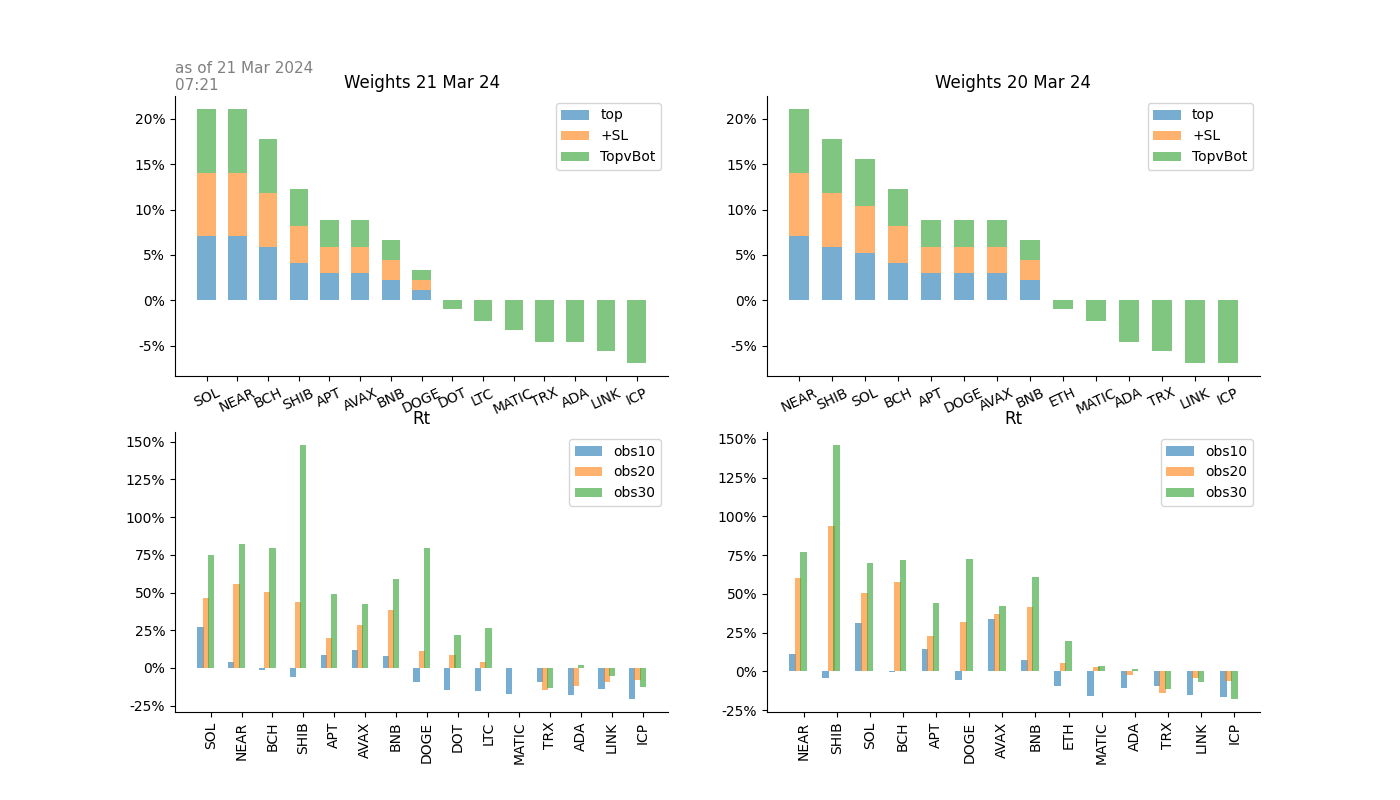 as of 21 Mar 2024
07:21
Weights 21 Mar 24
20%
15%
10%
5%
0%
-5%
top
+SL
TopvBot
SOL NEAR BCH SHIB APT AVAX BNB DOGE DOT LTC MATIC TRX ADA LINK ICP
Weights 20 Mar 24
20%
15%
10%
5%
0%
-5%
top
+SL
TopvBot
NEAR SHIB SOL BCH APT DOGE AVAX BNB ETH MATIC ADA TRX LINK ICP
Rt
150%
125%
100%
75%
50%
25%
0%
-25%
obs10
obs20
obs30
SOL NEAR BCH SHIB APT AVAX BNB DOGE DOT LTC MATIC TRX ADA LINK ICP
Rt
150%
125%
100%
75%
50%
25%
0%
-25%
obs10
obs20
obs30
NEAR SHIB SOL BCH APT DOGE AVAX BNB ETH MATIC ADA TRX LINK ICP